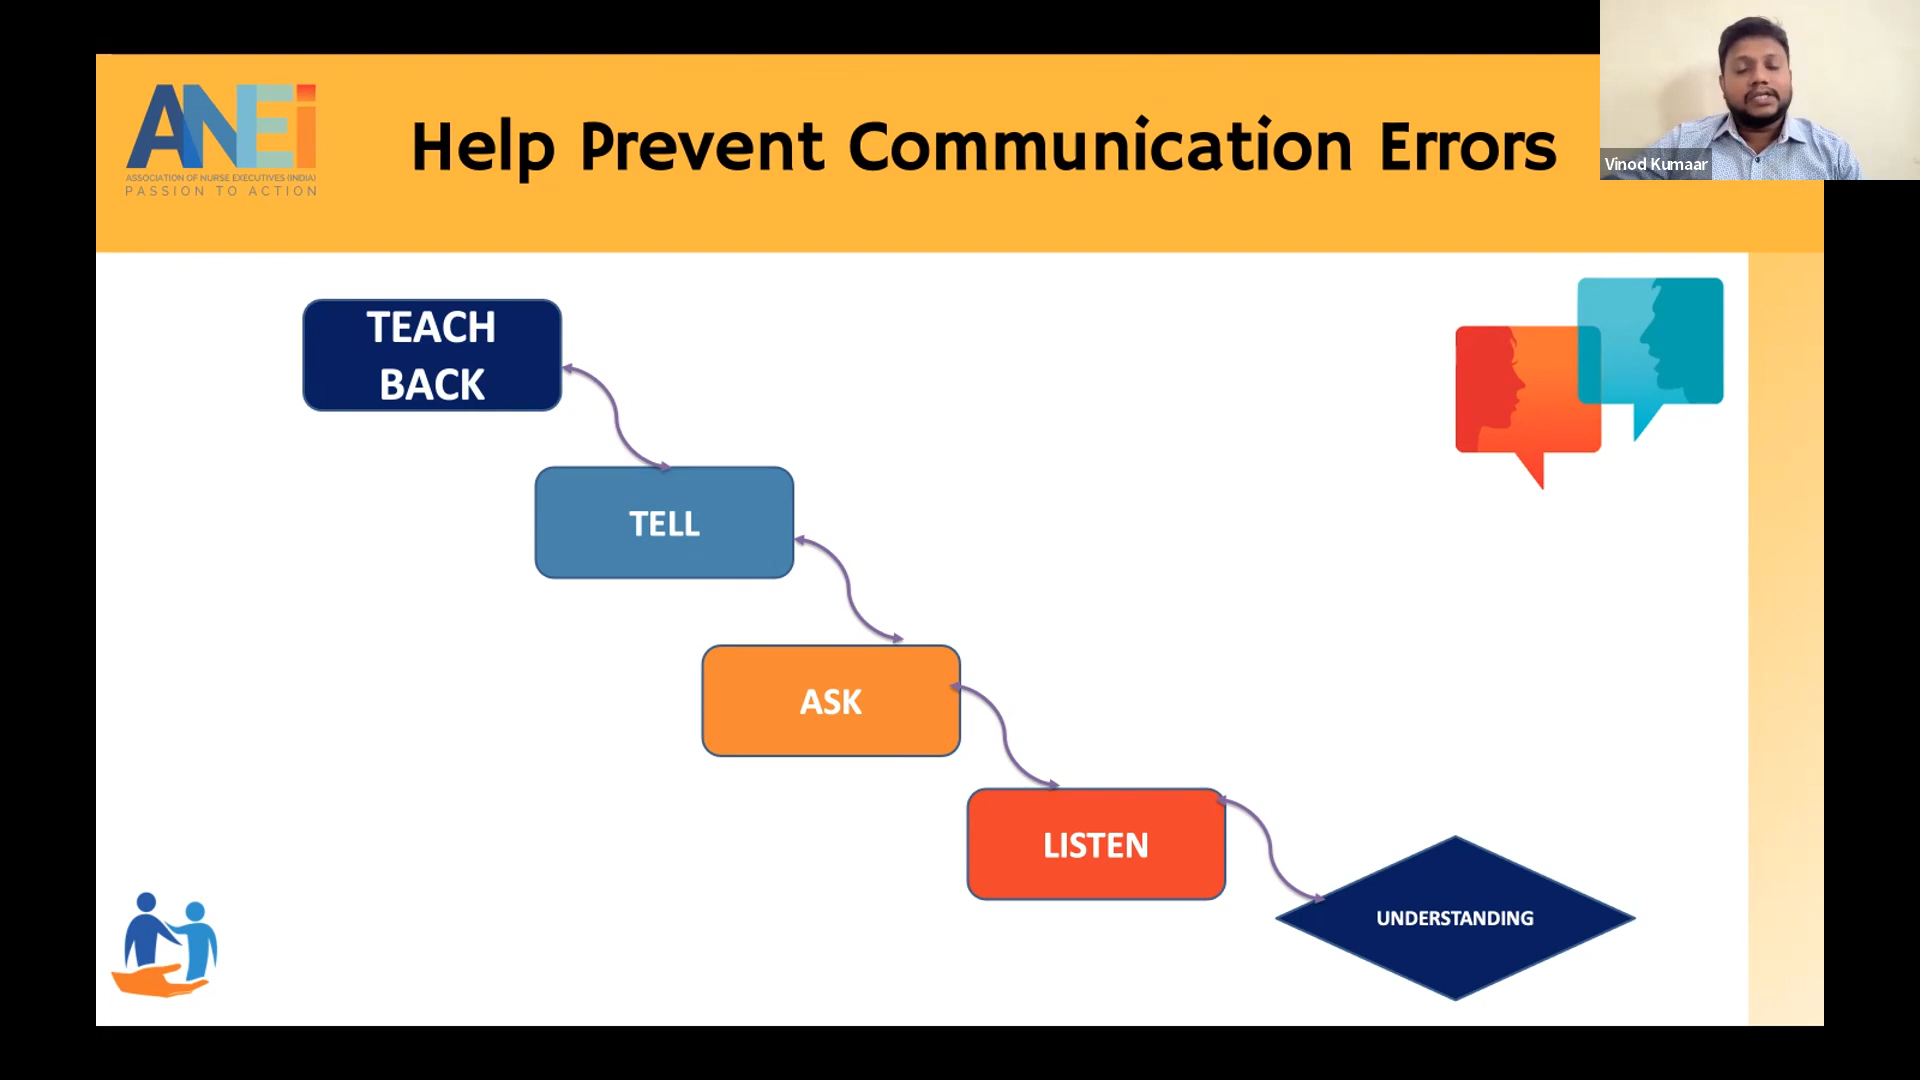 ANEi
ASSOCIATION OF NURSE EXECUTIVES (INDIA)
PASSION TO ACTION
Help Prevent Communication Errors
Vinod Kumaar
TEACH
BACK
TELL
ASK
LISTEN
UNDERSTANDING